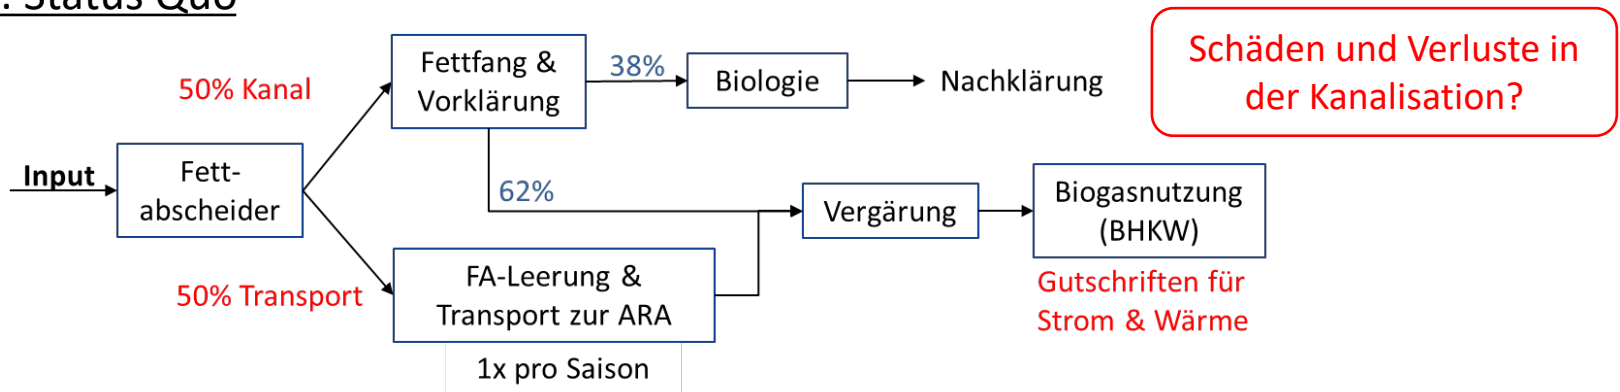 : Status Quo
Schäden und Verluste in
der Kanalisation?
50% Kanal
Fettfang &
Vorklärung
38%
Biologie
Nachklärung
Input
Fett-
abscheider
62%
Vergärung
Biogasnutzung
(BHKW)
50% Transport
FA-Leerung &
Transport zur ARA
Gutschriften für
Strom & Wärme
1x pro Saison